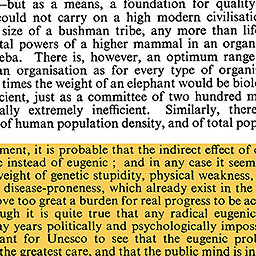 —but as a means, a foundation for quality
could not carry on a high modern civilisatio
size of a bushman tribe, any more than life
tal powers of a higher mammal in an organ
eba. There is, however, an optimum range
an organisation as for every type of organi
times the weight of an elephant would be biolo
cient, just as a committee of two hundred m
ally extremely inefficient. Similarly, there
of human population density, and of total pop
ment, it is probable that the indirect effect of c
c instead of eugenic; and in any case it seem
weight of genetic stupidity, physical weakness,
disease-proneness, which already exist in the
ove too great a burden for real progress to be ac
ugh it is quite true that any radical eugenic
ny years politically and psychologically imposs
ant for Unesco to see that the eugenic prob
the greatest care, and that the public mind is in